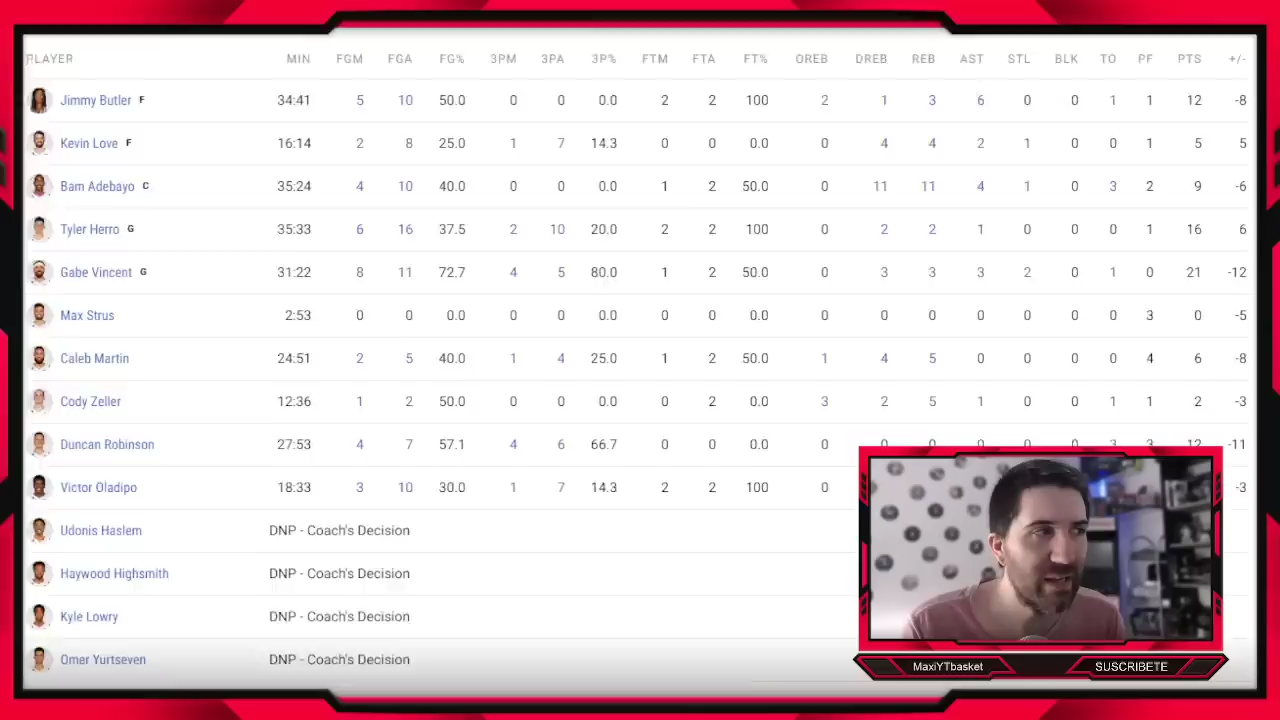 PLAYER MIN FGM FGA FG% 3PM 3PA 3P% FTM FTA FT% OREB DREB REB AST STL BLK TO PF PTS +/-
Jimmy Butler F 34:41 5 10 50.0 0 0 0.0 2 2 100 2 1 3 6 0 0 1 1 12 -8
Kevin Love F 16:14 2 8 25.0 1 7 14.3 0 0 0.0 0 4 4 2 1 0 0 1 5 5
Bam Adebayo C 35:24 4 10 40.0 0 0 0.0 1 2 50.0 0 11 11 4 1 0 3 2 9 -6
Tyler Herro G 35:33 6 16 37.5 2 10 20.0 2 2 100 0 2 2 1 0 0 0 1 16 6
Gabe Vincent G 31:22 8 11 72.7 4 5 80.0 1 2 50.0 0 3 3 3 2 0 1 0 21 -12
Max Strus 2:53 0 0 0.0 0 0 0.0 0 0 0.0 0 0 0 0 0 0 0 3 0 -5
Caleb Martin 24:51 2 5 40.0 1 4 25.0 1 2 50.0 1 4 5 0 0 0 0 4 6 -8
Cody Zeller 12:36 1 2 50.0 0 0 0.0 0 2 0.0 3 2 5 1 0 0 1 1 2 -3
Duncan Robinson 27:53 4 7 57.1 4 6 66.7 0 0 0.0 0 0 0 0 0 0 3 3 12 -11
Victor Oladipo 18:33 3 10 30.0 1 7 14.3 2 2 100 0 -3
Udonis Haslem DNP - Coach's Decision
Haywood Highsmith DNP - Coach's Decision
Kyle Lowry DNP - Coach's Decision
Omer Yurtseven DNP - Coach's Decision
MaxiYTbasket SUSCRIBETE